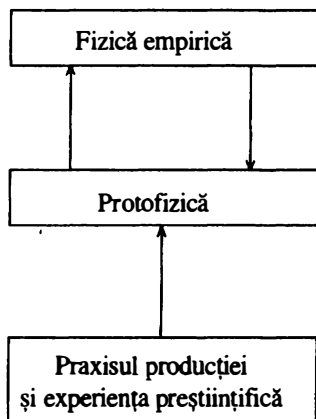 Fizică empirică
Protofizică
Praxisul producției
și experiența preștiințifică